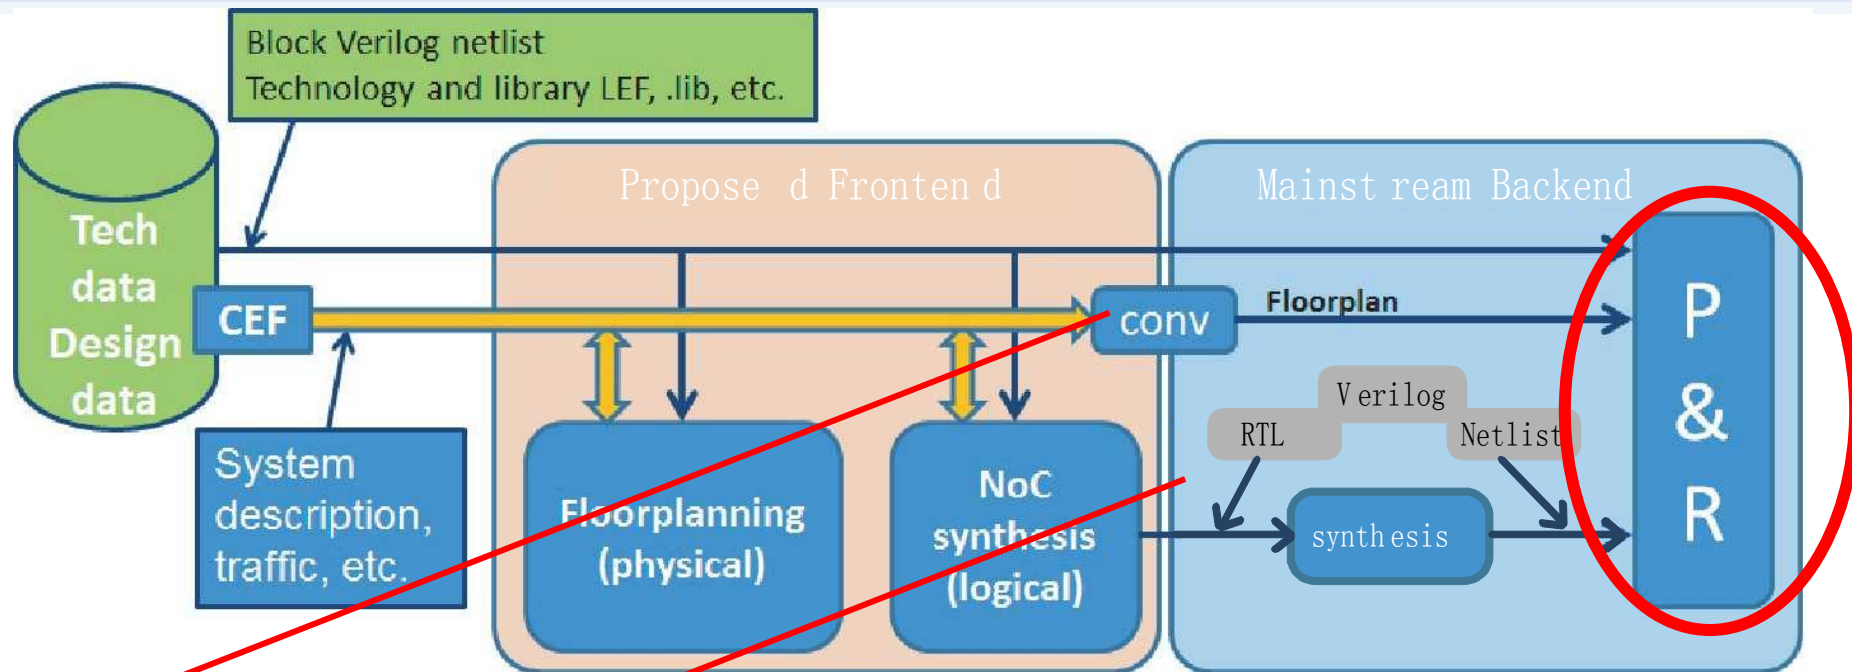 Block Verilog netlist
Technology and library LEF, .lib, etc.
Tech
data
Design
data
CEF
System
description,
traffic, etc.
Propose d Fronten d
Floorplanning
(physical)
NoC
synthesis
(logical)
conv
Mainst ream Backend
Floorplan
V erilog
RTL
Netlist
synth esis
P
&
R